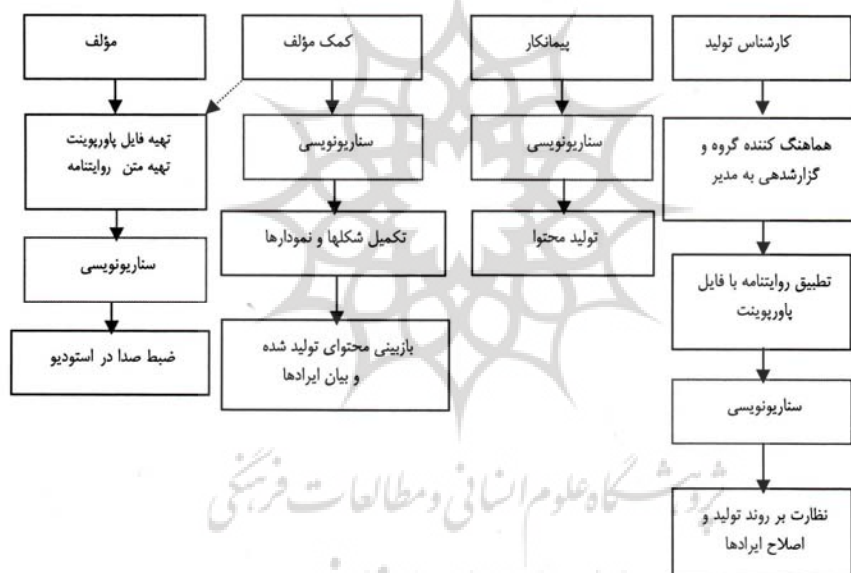 کارشناس تولید
هماهنگ کننده گروه و
گزارشدهی به مدیر
تطبیق روایتنامه با فایل
پاورپوینت
سناریونویسی
نظارت بر روند تولید و
اصلاح ایرادها
پیمانکار
سناریونویسی
تولید محتوا
کمک مؤلف
سناریونویسی
تکمیل شکلها و نمودارها
بازبینی محتوای تولید شده
و بیان ایرادها
مؤلف
تهیه فایل پاورپوینت
تهیه متن روایتنامه
سناریونویسی
ضبط صدا در استودیو
پژوهشگاه علوم انسانی و مطالعات فرهنگی